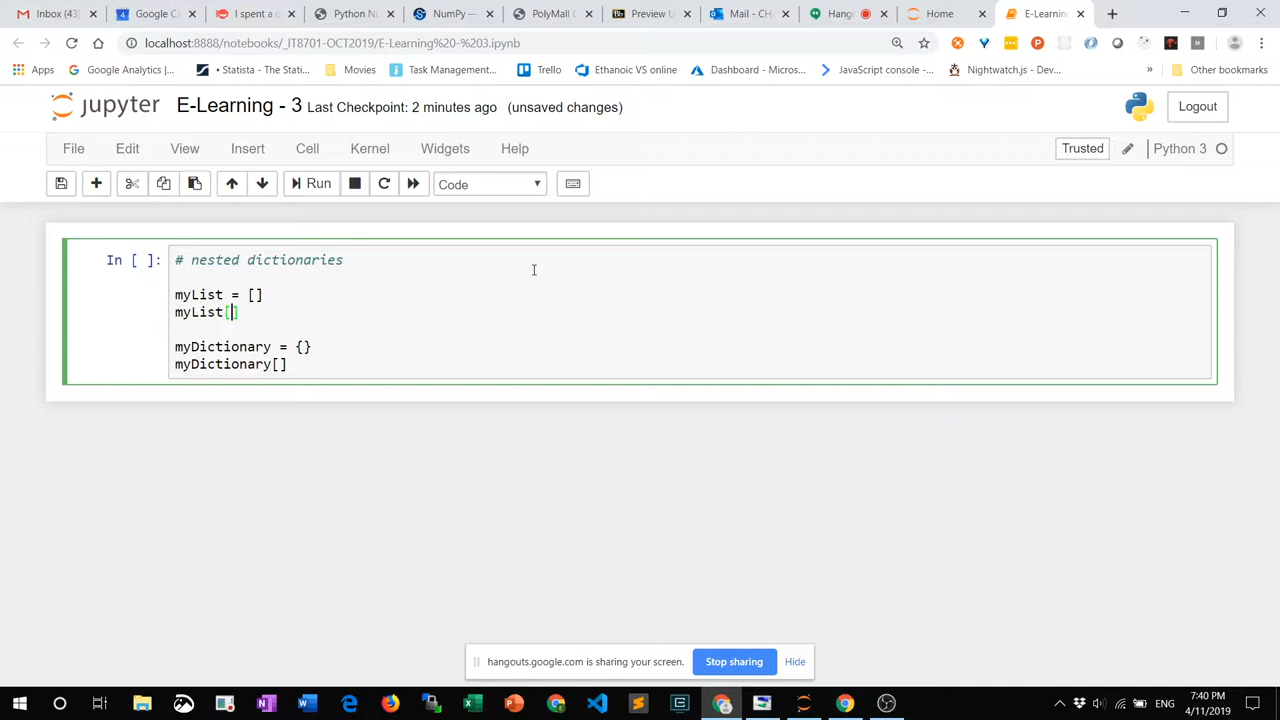 Inbox (43)
Google Ca
I spent a c
Python Nu
NumPy —
PolyMall C
Preview U
Mail - CH
Hang
Home
E-Learning
localhost:8888/notebooks/_IT8701-OCT2019/E-Learning%20-%203.ipynb
Apps
Google Analytics |...
• Statista - The Stati...
Movies
Task Management...
Trello
Ethanoic VS online
Dashboard - Micros...
JavaScript console -...
Nightwatch.js - Dev...
»
Other bookmarks
jupyter
E-Learning - 3 Last Checkpoint: 2 minutes ago (unsaved changes)
Logout
File Edit View Insert Cell Kernel Widgets Help
Trusted
Python 3
Run
Code
In [ ]:
# nested dictionaries
myList = []
myList[]
myDictionary = {}
myDictionary[]
hangouts.google.com is sharing your screen.
Stop sharing
Hide
ENG
7:40 PM
4/11/2019